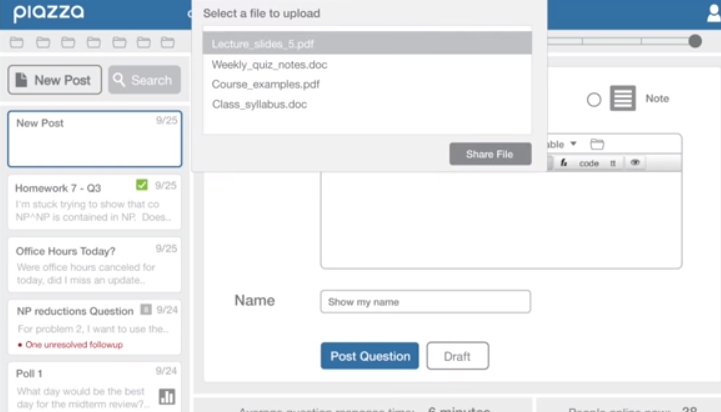 piazza
Select a file to upload
Lecture_slides_5.pdf
Weekly_quiz_notes.doc
Course_examples.pdf
Class_syllabus.doc
Share File
New Post
Search
Note
New Post 9/25
Homework 7 - Q3 9/25
I'm stuck trying to show that co
NP^NP is contained in NP. Does..
Office Hours Today? 9/25
Were office hours canceled for
today, did I miss an update..
NP reductions Question 9/24
For problem 2, I want to use the..
• One unresolved followup
Poll 1 9/24
What day would be the best
day for the midterm review?..
fx code tt
Name
Show my name
Post Question
Draft
Average question response time: 6 minutes
People online now: 38